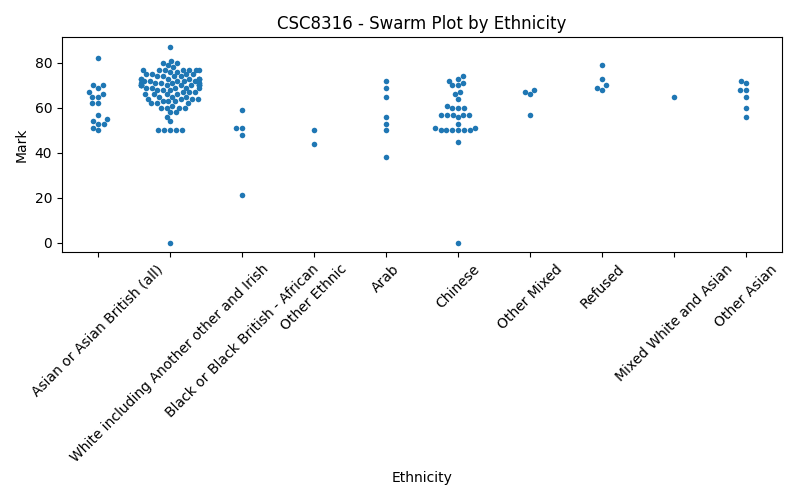 CSC8316 - Swarm Plot by Ethnicity
Mark
80
60
40
20
0
Asian or Asian British (all)
White including Another other and Irish
Black or Black British - African
Other Ethnic
Arab
Chinese
Other Mixed
Refused
Mixed White and Asian
Other Asian
Ethnicity